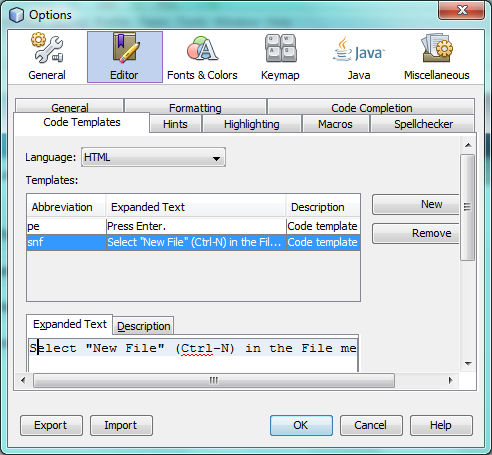 Options
General
Editor
Fonts & Colors
Keymap
Java
Miscellaneous
General Formatting Code Completion
Code Templates Hints Highlighting Macros Spellchecker
Language: HTML
Templates:
Abbreviation Expanded Text Description
pe Press Enter. Code template
snf Select "New File" (Ctrl-N) in the Fil... Code template
New
Remove
Expanded Text Description
Select "New File" (Ctrl-N) in the File me
Export Import OK Cancel Help